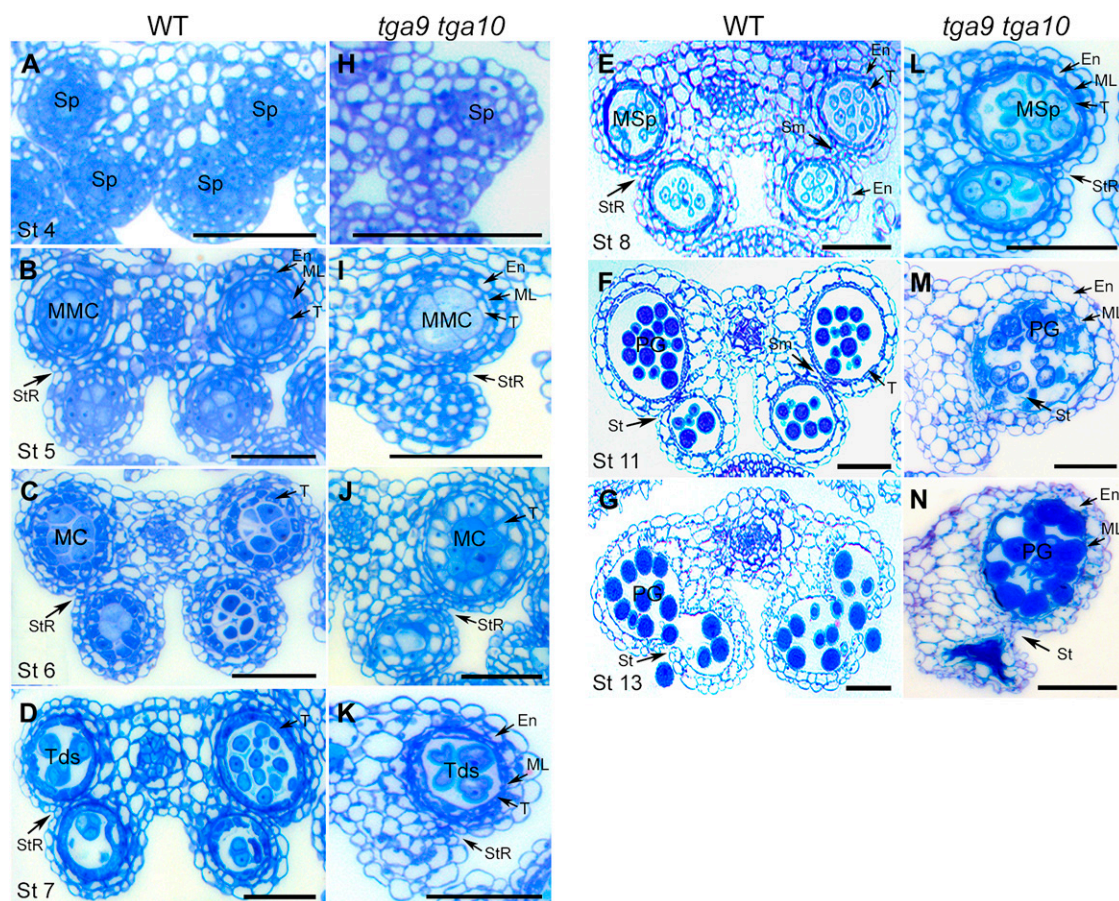 WT tga9 tga10 WT tga9 tga10
A
Sp Sp
Sp Sp
St 4
H
Sp
B
En
ML
T
MMC
StR
St 5
I
En
ML
T
MMC
StR
C
T
MC
StR
St 6
J
T
MC
StR
D
T
Tds
StR
St 7
K
En
Tds
ML
T
StR
E
En
T
MSp
Sm
StR
En
St 8
L
En
ML
T
MSp
StR
F
PG
Sm
T
St
St 11
M
En
ML
PG
St
G
PG
St
St 13
N
En
ML
PG
St